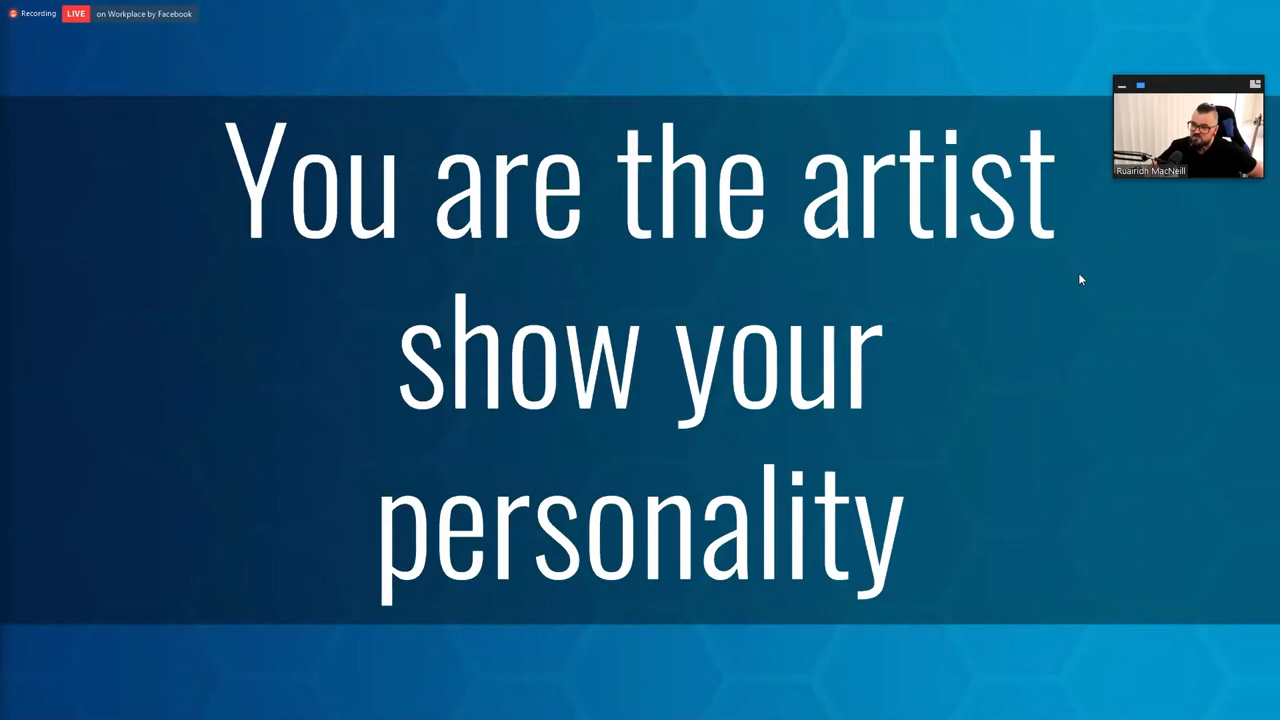 Recording LIVE on Workplace by Facebook
You are the artist
Ruairidh MacNeill
show your
personality